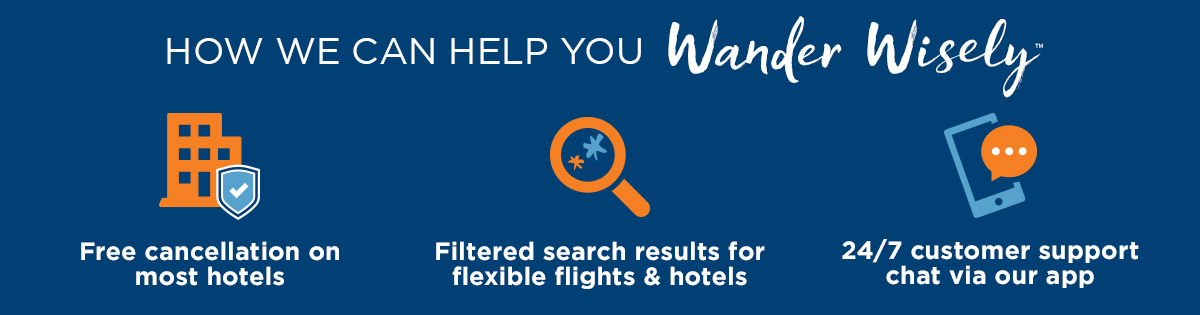 HOW WE CAN HELP YOU Wander Wisely™
Free cancellation on
most hotels
Filtered search results for
flexible flights & hotels
24/7 customer support
chat via our app